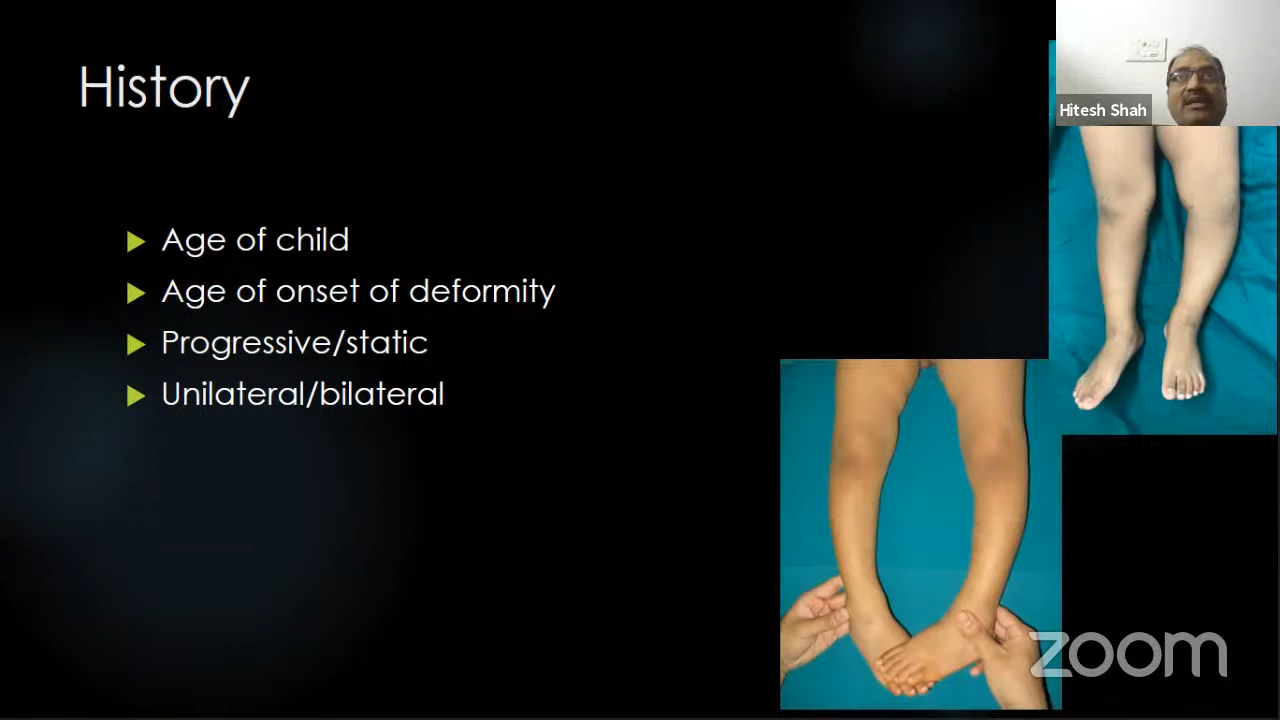 History
Age of child
Age of onset of deformity
Progressive/static
Unilateral/bilateral
Hitesh Shah
zoom